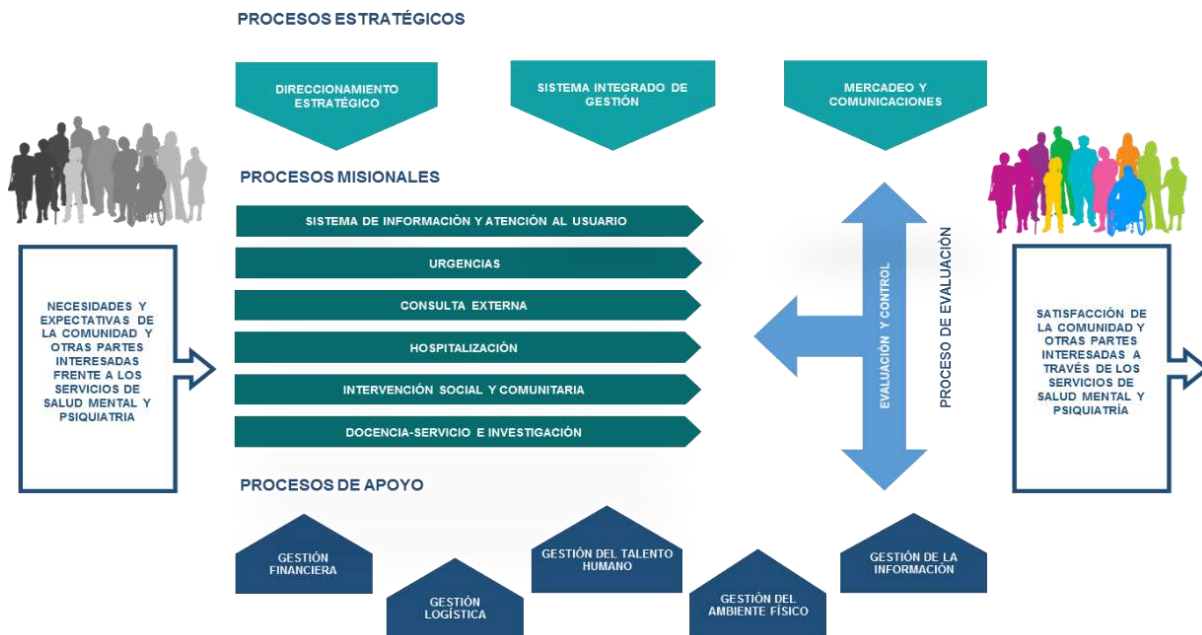 PROCESOS ESTRATÉGICOS
DIRECCIONAMIENTO
ESTRATÉGICO
SISTEMA INTEGRADO DE
GESTIÓN
MERCADEO Y
COMUNICACIONES
PROCESOS MISIONALES
SISTEMA DE INFORMACIÓN Y ATENCIÓN AL USUARIO
URGENCIAS
CONSULTA EXTERNA
HOSPITALIZACIÓN
INTERVENCIÓN SOCIAL Y COMUNITARIA
DOCENCIA-SERVICIO E INVESTIGACIÓN
NECESIDADES Y
EXPECTATIVAS DE
LA COMUNIDAD Y
OTRAS PARTES
INTERESADAS
FRENTE A LOS
SERVICIOS DE
SALUD MENTAL Y
PSIQUIATRIA
EVALUACIÓN Y CONTROL
PROCESO DE EVALUACIÓN
SATISFACCIÓN DE
LA COMUNIDAD Y
OTRAS PARTES
INTERESADAS A
TRAVÉS DE LOS
SERVICIOS DE
SALUD MENTAL Y
PSIQUIATRÍA
PROCESOS DE APOYO
GESTIÓN
FINANCIERA
GESTIÓN
LOGÍSTICA
GESTIÓN DEL TALENTO
HUMANO
GESTIÓN DEL
AMBIENTE FÍSICO
GESTIÓN DE LA
INFORMACIÓN